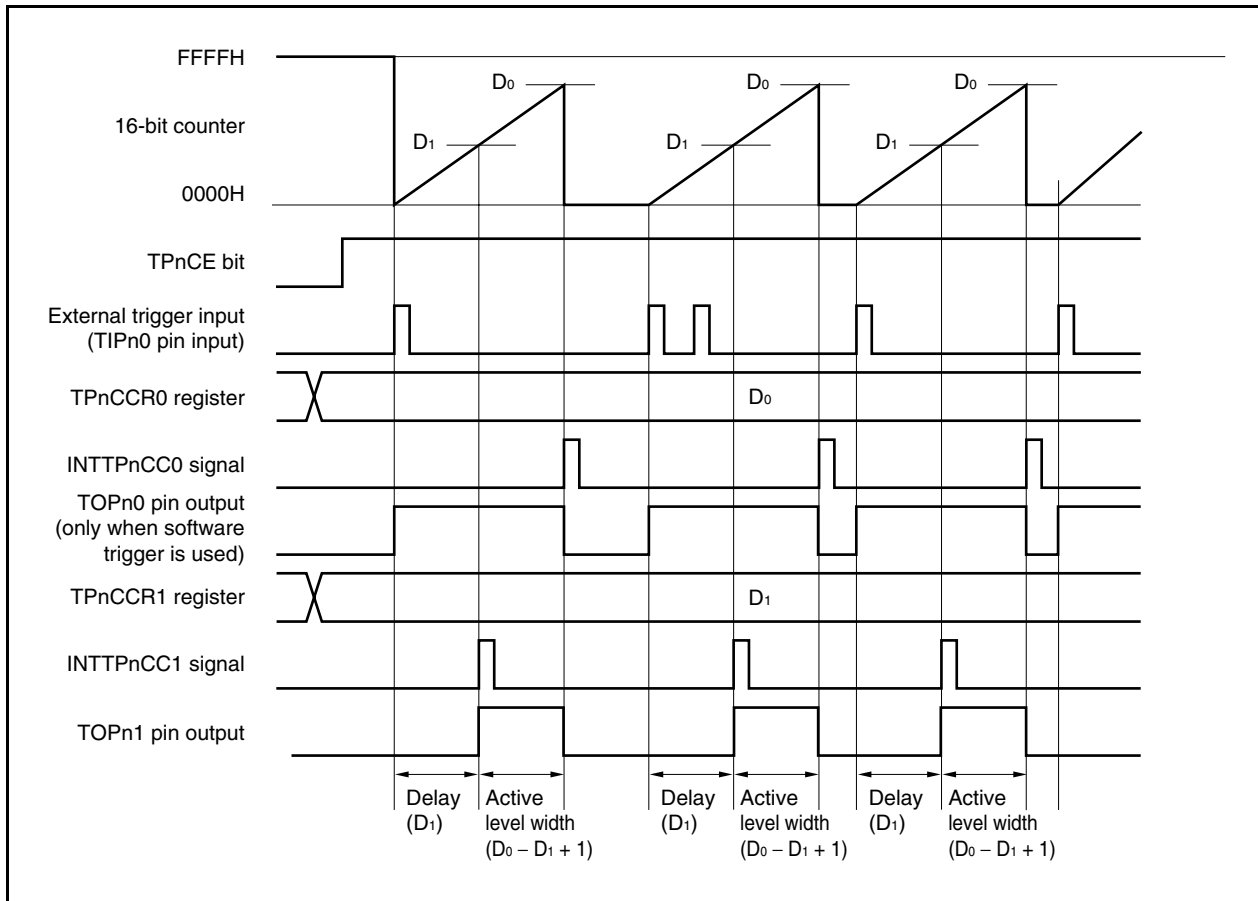 FFFFH
D₀
D₀
D₀
16-bit counter
D₁
D₁
D₁
0000H
TPnCE bit
External trigger input
(TIPn0 pin input)
TPnCCR0 register
D₀
INTTPnCC0 signal
TOPn0 pin output
(only when software
trigger is used)
TPnCCR1 register
D₁
INTTPnCC1 signal
TOPn1 pin output
Delay
(D₁)
Active
level width
(D₀ – D₁ + 1)
Delay
(D₁)
Active
level width
(D₀ – D₁ + 1)
Delay
(D₁)
Active
level width
(D₀ – D₁ + 1)